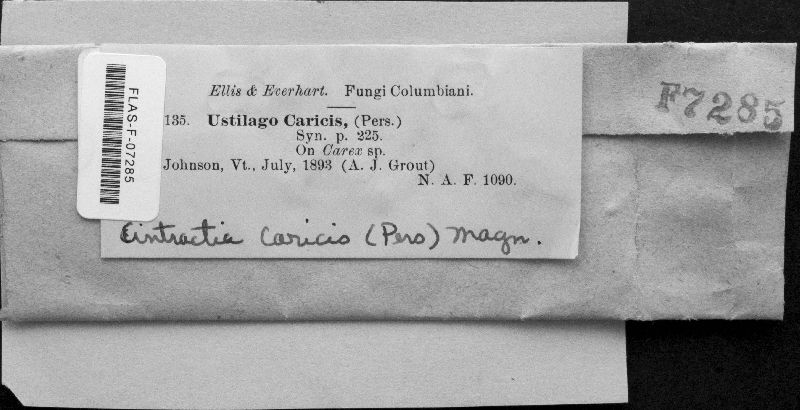 Ellis & Everhart. Fungi Columbiani.
135. Ustilago Caricis, (Pers.)
Syn. p. 225.
On Carex sp.
Johnson, Vt., July, 1893 (A. J. Grout)
N. A. F. 1090.
Cintractia Caricis (Pers) Magn.
FLAS-F-07285
F7285